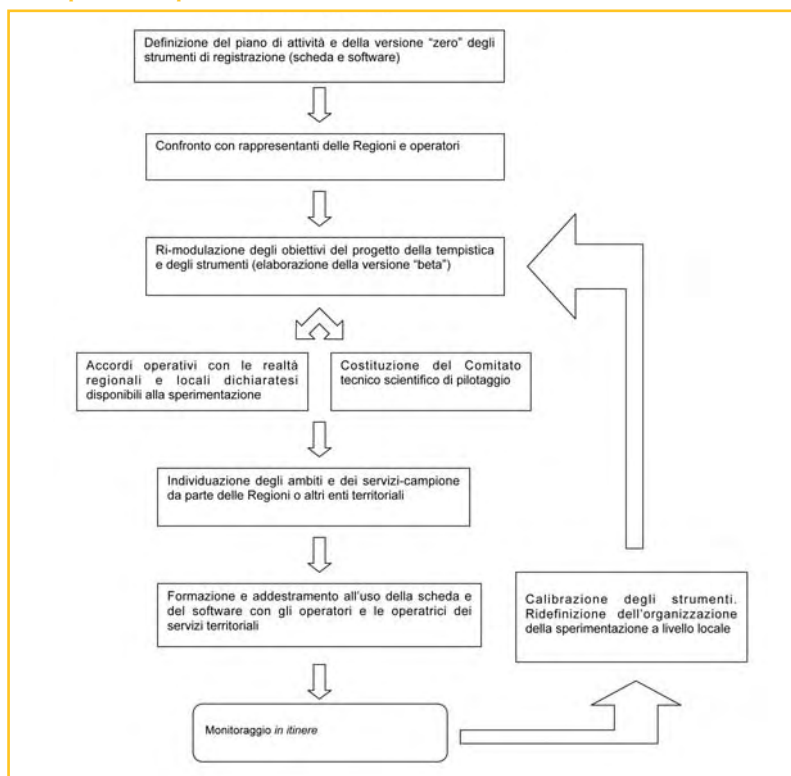 Definizione del piano di attività e della versione “zero” degli
strumenti di registrazione (scheda e software)
Confronto con rappresentanti delle Regioni e operatori
Ri-modulazione degli obiettivi del progetto della tempistica
e degli strumenti (elaborazione della versione “beta”)
Accordi operativi con le realtà
regionali e locali dichiaratesi
disponibili alla sperimentazione
Costituzione del Comitato
tecnico scientifico di pilotaggio
Individuazione degli ambiti e dei servizi-campione
da parte delle Regioni o altri enti territoriali
Formazione e addestramento all’uso della scheda e
del software con gli operatori e le operatrici dei
servizi territoriali
Calibrazione degli strumenti.
Ridefinizione dell’organizzazione
della sperimentazione a livello locale
Monitoraggio in itinere